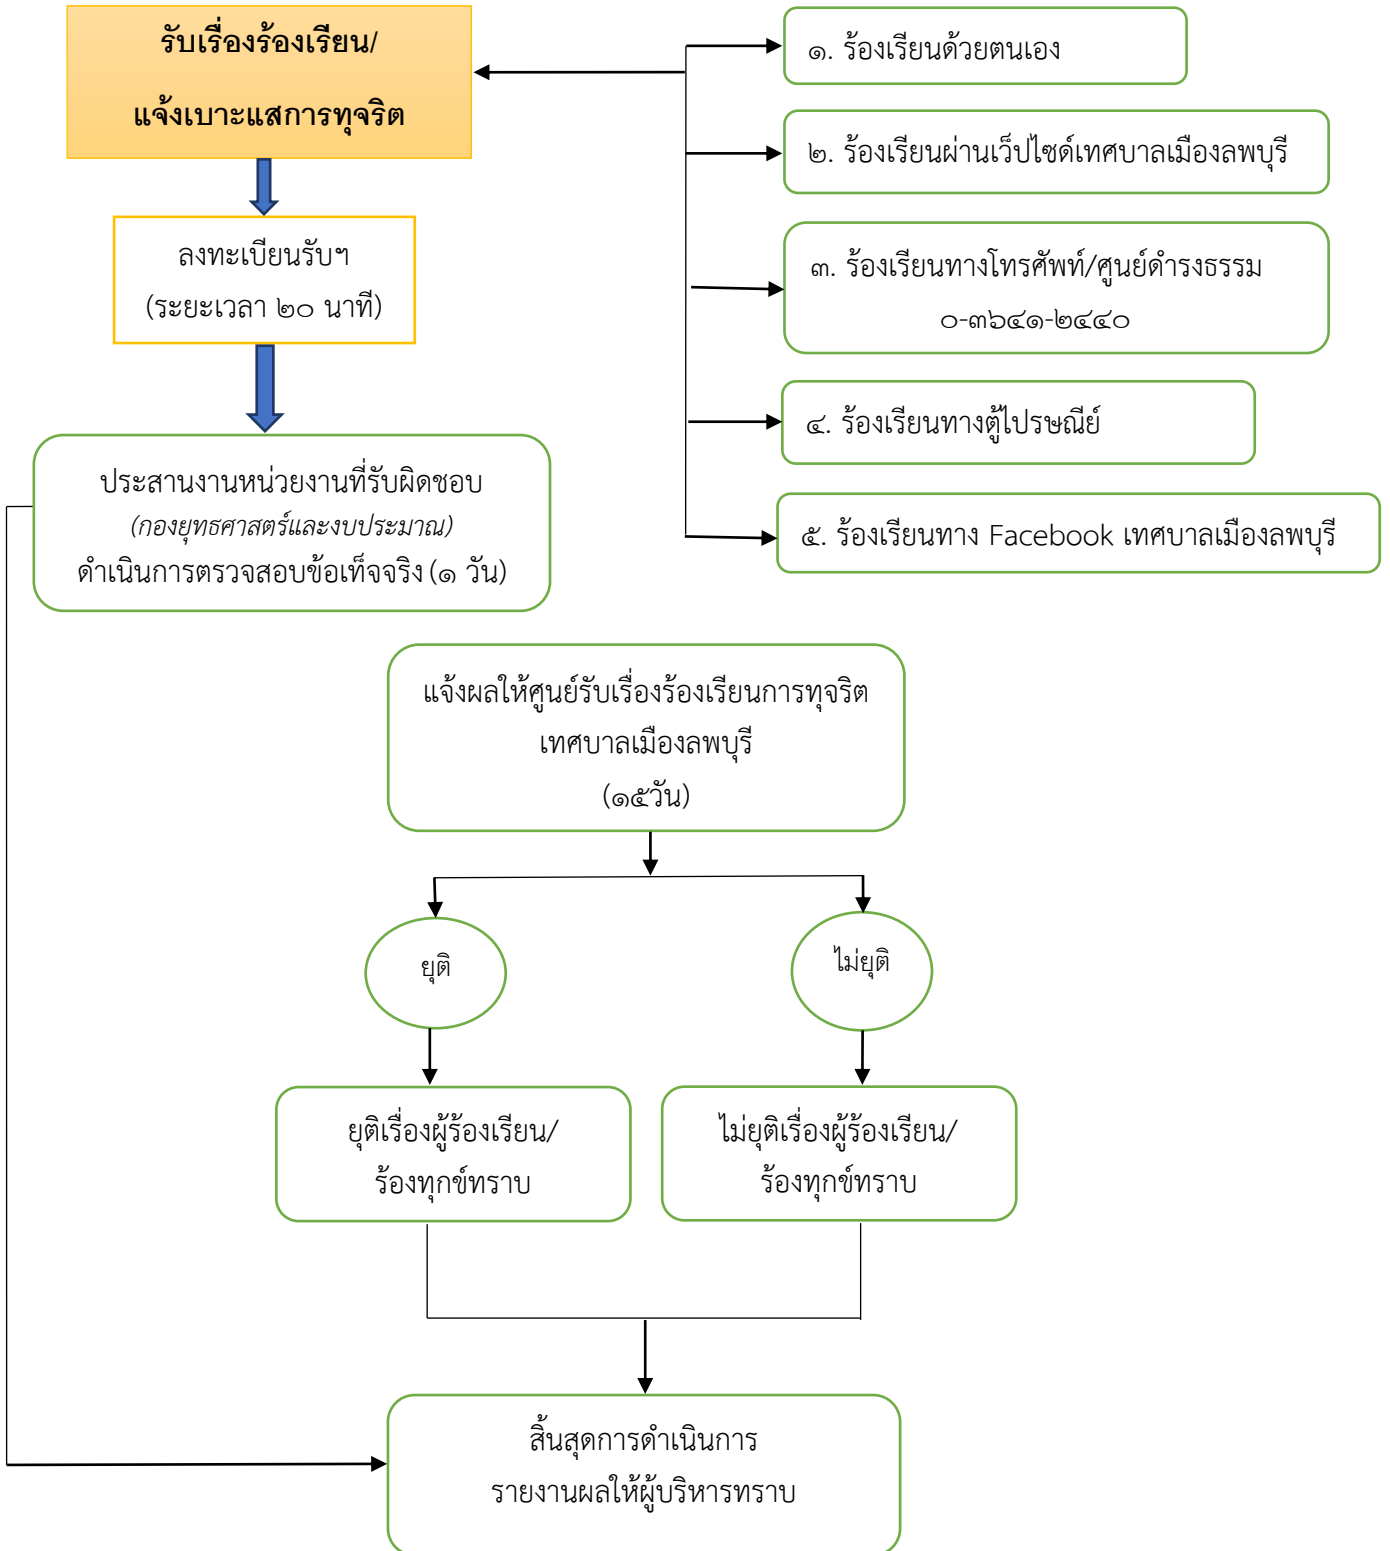 รับเรื่องร้องเรียน/
แจ้งเบาะแสการทุจริต
๑. ร้องเรียนด้วยตนเอง
๒. ร้องเรียนผ่านเว็ปไซด์เทศบาลเมืองลพบุรี
๓. ร้องเรียนทางโทรศัพท์/ศูนย์ดำรงธรรม
๐-๓๖๔๑-๒๔๔๐
๔. ร้องเรียนทางตู้ไปรษณีย์
๕. ร้องเรียนทาง Facebook เทศบาลเมืองลพบุรี
ลงทะเบียนรับฯ
(ระยะเวลา ๒๐ นาที)
ประสานงานหน่วยงานที่รับผิดชอบ
(กองยุทธศาสตร์และงบประมาณ)
ดำเนินการตรวจสอบข้อเท็จจริง (๑ วัน)
แจ้งผลให้ศูนย์รับเรื่องร้องเรียนการทุจริต
เทศบาลเมืองลพบุรี
(๑๕วัน)
ยุติ
ไม่ยุติ
ยุติเรื่องผู้ร้องเรียน/
ร้องทุกข์ทราบ
ไม่ยุติเรื่องผู้ร้องเรียน/
ร้องทุกข์ทราบ
สิ้นสุดการดำเนินการ
รายงานผลให้ผู้บริหารทราบ